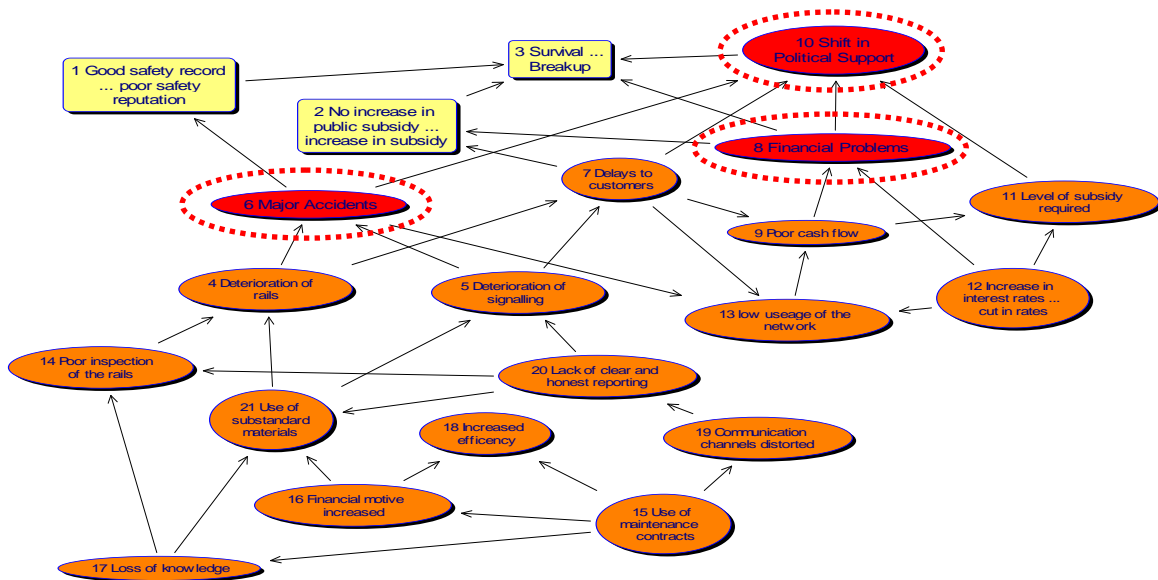 10 Shift in
Political Support
3 Survival ...
Breakup
1 Good safety record
... poor safety
reputation
2 No increase in
public subsidy ...
increase in subsidy
8 Financial Problems
7 Delays to
customers
6 Major Accidents
11 Level of subsidy
required
9 Poor cash flow
4 Deterioration of
rails
5 Deterioration of
signalling
12 Increase in
interest rates ...
cut in rates
13 low useage of the
network
14 Poor inspection
of the rails
20 Lack of clear and
honest reporting
21 Use of
substandard
materials
18 Increased
efficency
19 Communication
channels distorted
16 Financial motive
increased
15 Use of
maintenance
contracts
17 Loss of knowledge